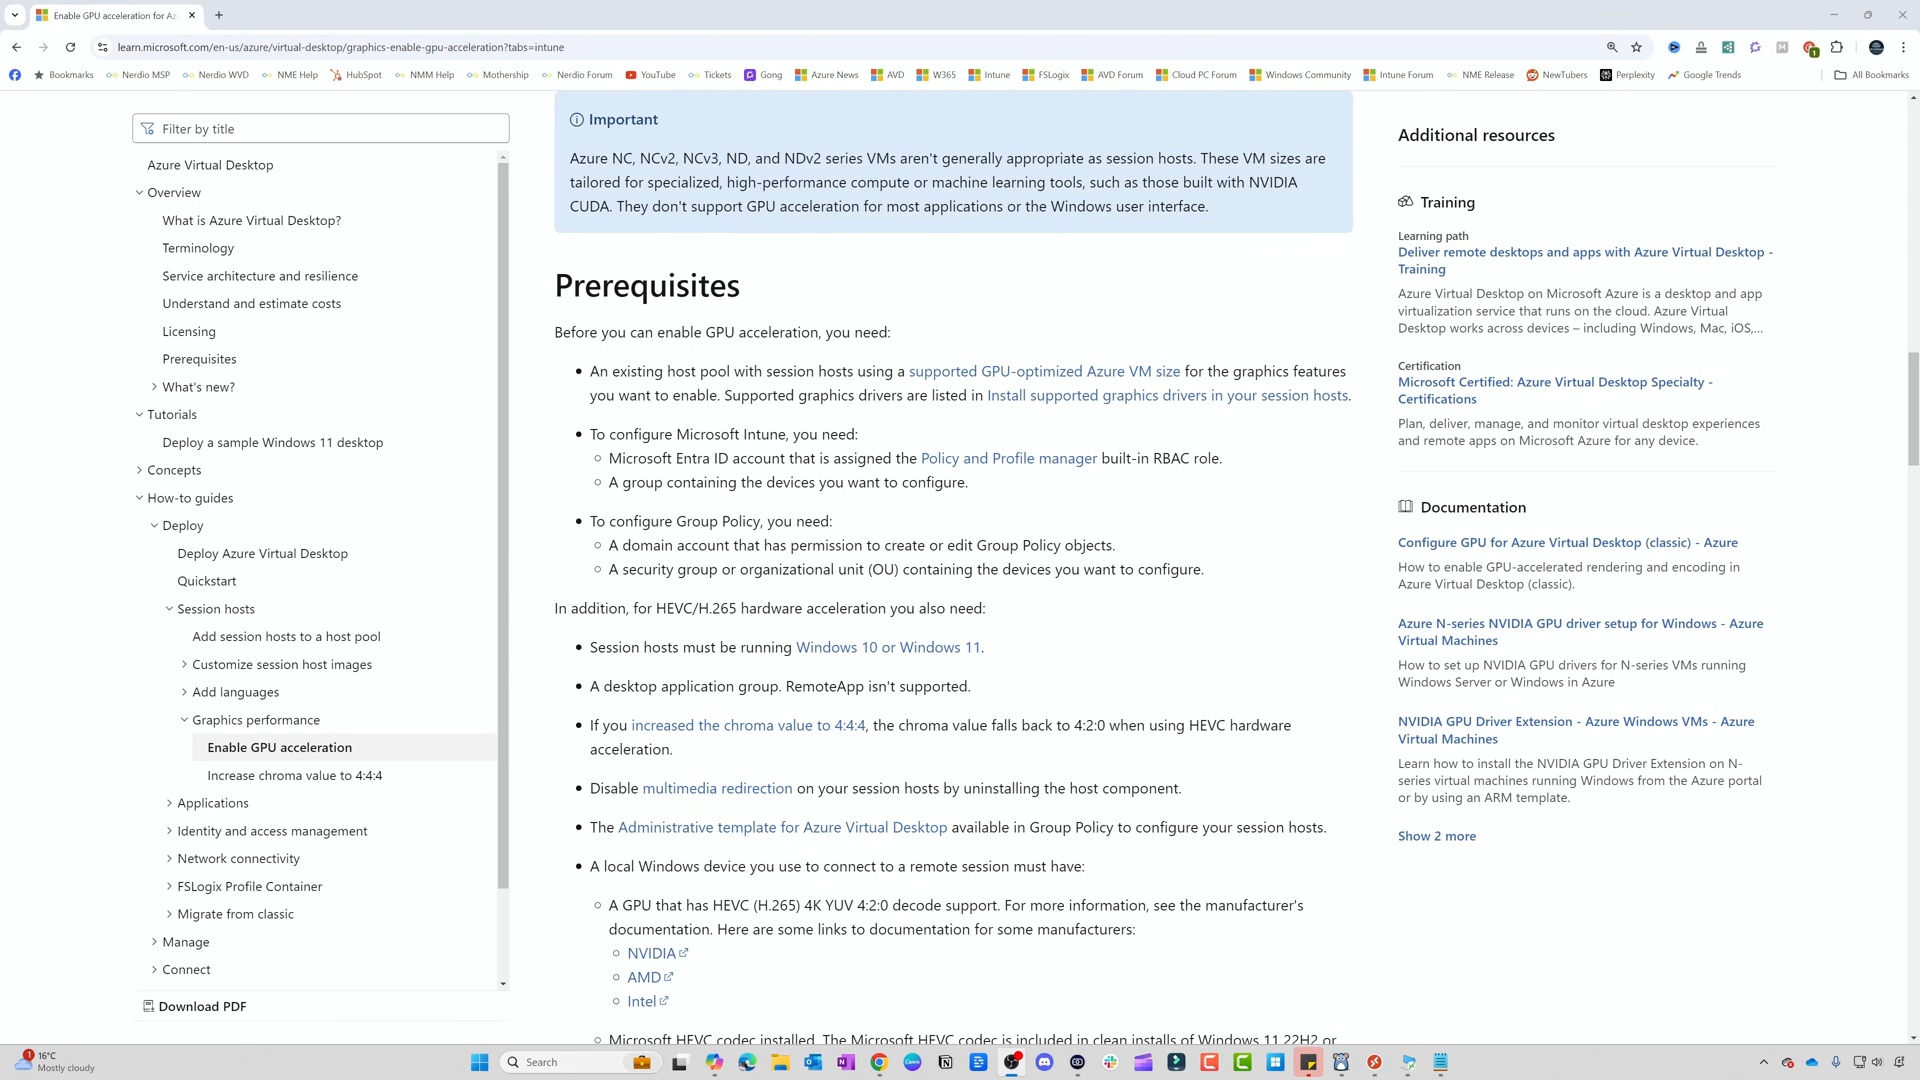 Enable GPU acceleration for Az
learn.microsoft.com/en-us/azure/virtual-desktop/graphics-enable-gpu-acceleration?tabs=intune
Bookmarks Nerdio MSP Nerdio WVD NME Help HubSpot NMM Help Mothership Nerdio Forum YouTube Tickets Gong Azure News AVD W365 Intune FSLogix AVD Forum Cloud PC Forum Windows Community Intune Forum NME Release NewTubers Perplexity Google Trends All Bookmarks
Filter by title
Azure Virtual Desktop
Overview
What is Azure Virtual Desktop?
Terminology
Service architecture and resilience
Understand and estimate costs
Licensing
Prerequisites
What's new?
Tutorials
Deploy a sample Windows 11 desktop
Concepts
How-to guides
Deploy
Deploy Azure Virtual Desktop
Quickstart
Session hosts
Add session hosts to a host pool
Customize session host images
Add languages
Graphics performance
Enable GPU acceleration
Increase chroma value to 4:4:4
Applications
Identity and access management
Network connectivity
FSLogix Profile Container
Migrate from classic
Manage
Connect
Download PDF
Important
Azure NC, NCv2, NCv3, ND, and NDv2 series VMs aren't generally appropriate as session hosts. These VM sizes are
tailored for specialized, high-performance compute or machine learning tools, such as those built with NVIDIA
CUDA. They don't support GPU acceleration for most applications or the Windows user interface.
Prerequisites
Before you can enable GPU acceleration, you need:
An existing host pool with session hosts using a supported GPU-optimized Azure VM size for the graphics features
you want to enable. Supported graphics drivers are listed in Install supported graphics drivers in your session hosts.
To configure Microsoft Intune, you need:
Microsoft Entra ID account that is assigned the Policy and Profile manager built-in RBAC role.
A group containing the devices you want to configure.
To configure Group Policy, you need:
A domain account that has permission to create or edit Group Policy objects.
A security group or organizational unit (OU) containing the devices you want to configure.
In addition, for HEVC/H.265 hardware acceleration you also need:
Session hosts must be running Windows 10 or Windows 11.
A desktop application group. RemoteApp isn't supported.
If you increased the chroma value to 4:4:4, the chroma value falls back to 4:2:0 when using HEVC hardware
acceleration.
Disable multimedia redirection on your session hosts by uninstalling the host component.
The Administrative template for Azure Virtual Desktop available in Group Policy to configure your session hosts.
A local Windows device you use to connect to a remote session must have:
A GPU that has HEVC (H.265) 4K YUV 4:2:0 decode support. For more information, see the manufacturer's
documentation. Here are some links to documentation for some manufacturers:
NVIDIA
AMD
Intel
Microsoft HEVC codec installed. The Microsoft HEVC codec is included in clean installs of Windows 11 22H2 or
Additional resources
Training
Learning path
Deliver remote desktops and apps with Azure Virtual Desktop -
Training
Azure Virtual Desktop on Microsoft Azure is a desktop and app
virtualization service that runs on the cloud. Azure Virtual
Desktop works across devices – including Windows, Mac, iOS,...
Certification
Microsoft Certified: Azure Virtual Desktop Specialty -
Certifications
Plan, deliver, manage, and monitor virtual desktop experiences
and remote apps on Microsoft Azure for any device.
Documentation
Configure GPU for Azure Virtual Desktop (classic) - Azure
How to enable GPU-accelerated rendering and encoding in
Azure Virtual Desktop (classic).
Azure N-series NVIDIA GPU driver setup for Windows - Azure
Virtual Machines
How to set up NVIDIA GPU drivers for N-series VMs running
Windows Server or Windows in Azure
NVIDIA GPU Driver Extension - Azure Windows VMs - Azure
Virtual Machines
Learn how to install the NVIDIA GPU Driver Extension on N-
series virtual machines running Windows from the Azure portal
or by using an ARM template.
Show 2 more
1
16°C
Mostly cloudy
Search